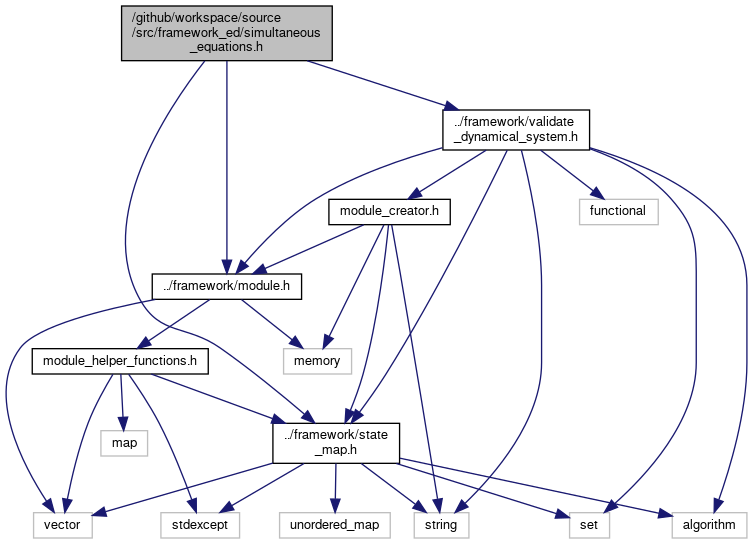 /github/workspace/source
/src/framework_ed/simultaneous
_equations.h
../framework/validate
_dynamical_system.h
module_creator.h
functional
../framework/module.h
module_helper_functions.h
memory
map
../framework/state
_map.h
vector
stdexcept
unordered_map
string
set
algorithm